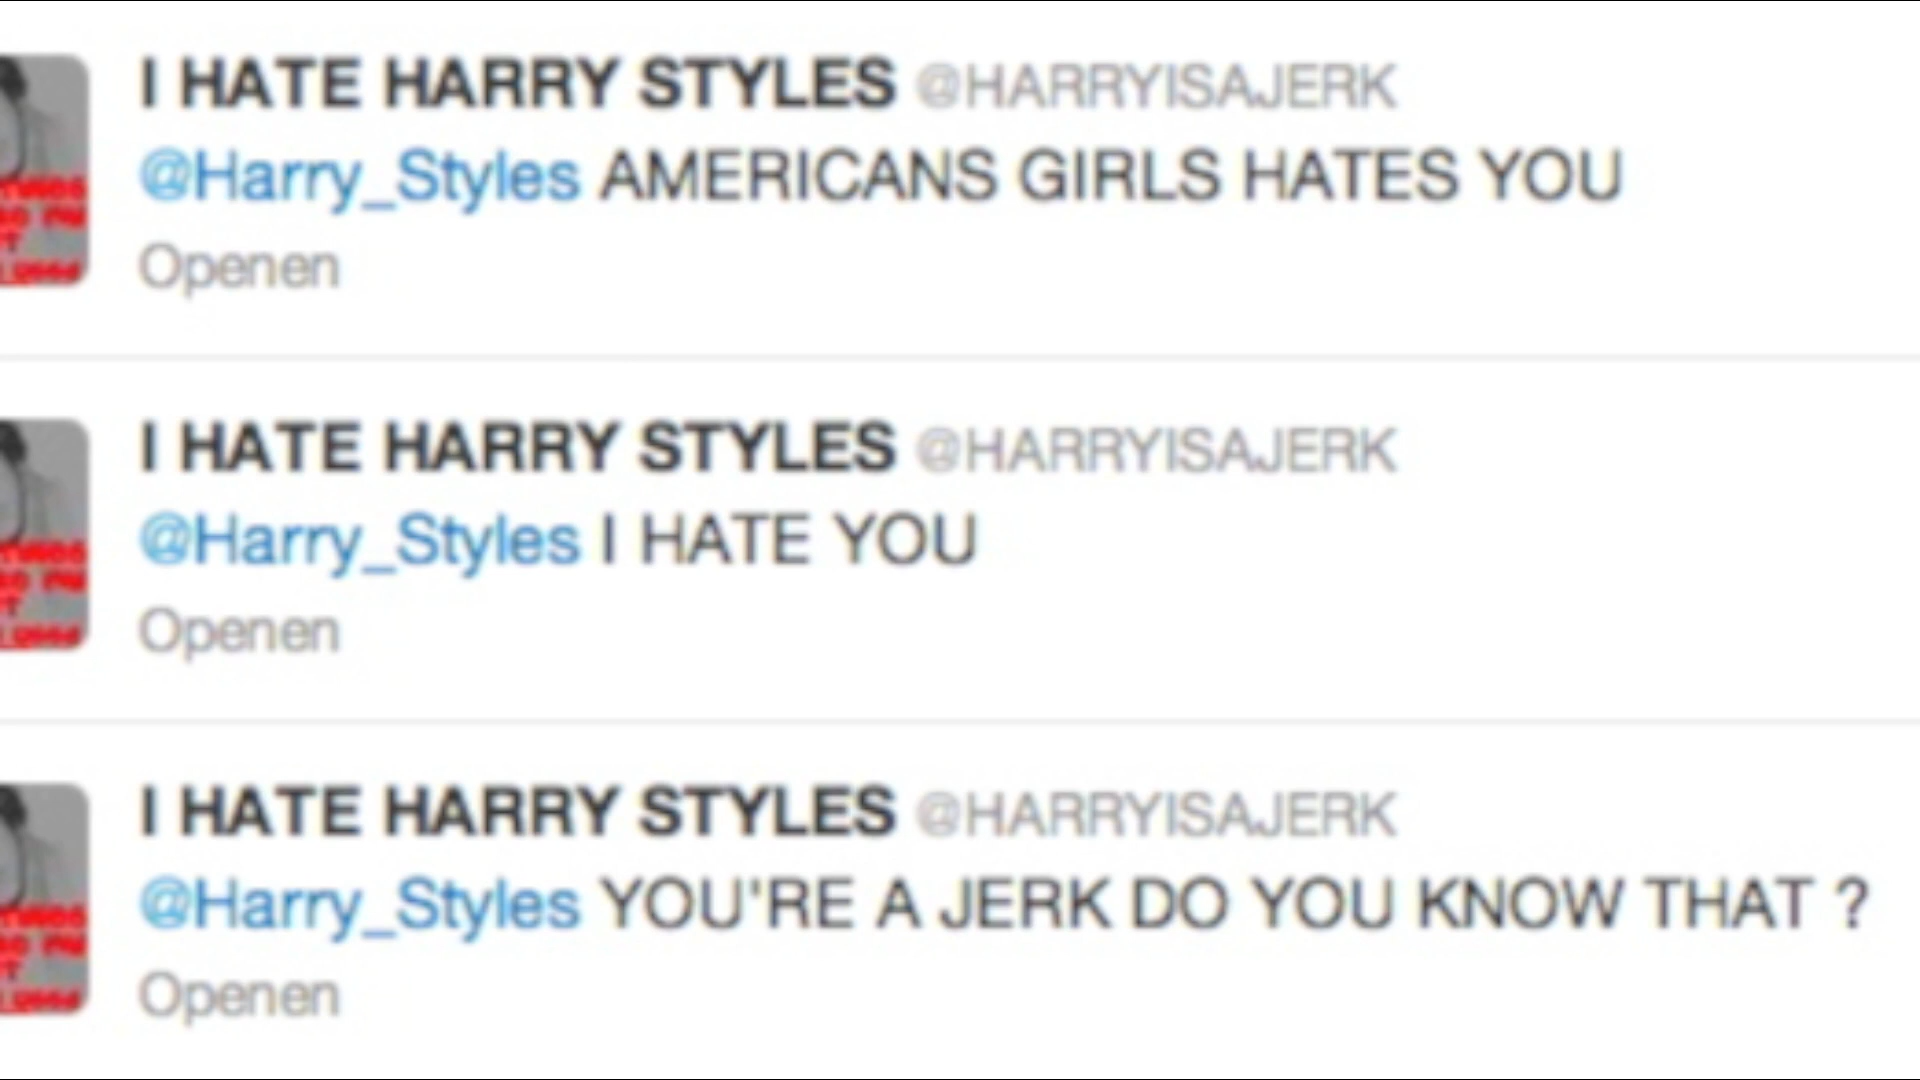 I HATE HARRY STYLES @HARRYISAJERK
@Harry_Styles AMERICANS GIRLS HATES YOU
Openen
I HATE HARRY STYLES @HARRYISAJERK
@Harry_Styles I HATE YOU
Openen
I HATE HARRY STYLES @HARRYISAJERK
@Harry_Styles YOU'RE A JERK DO YOU KNOW THAT ?
Openen